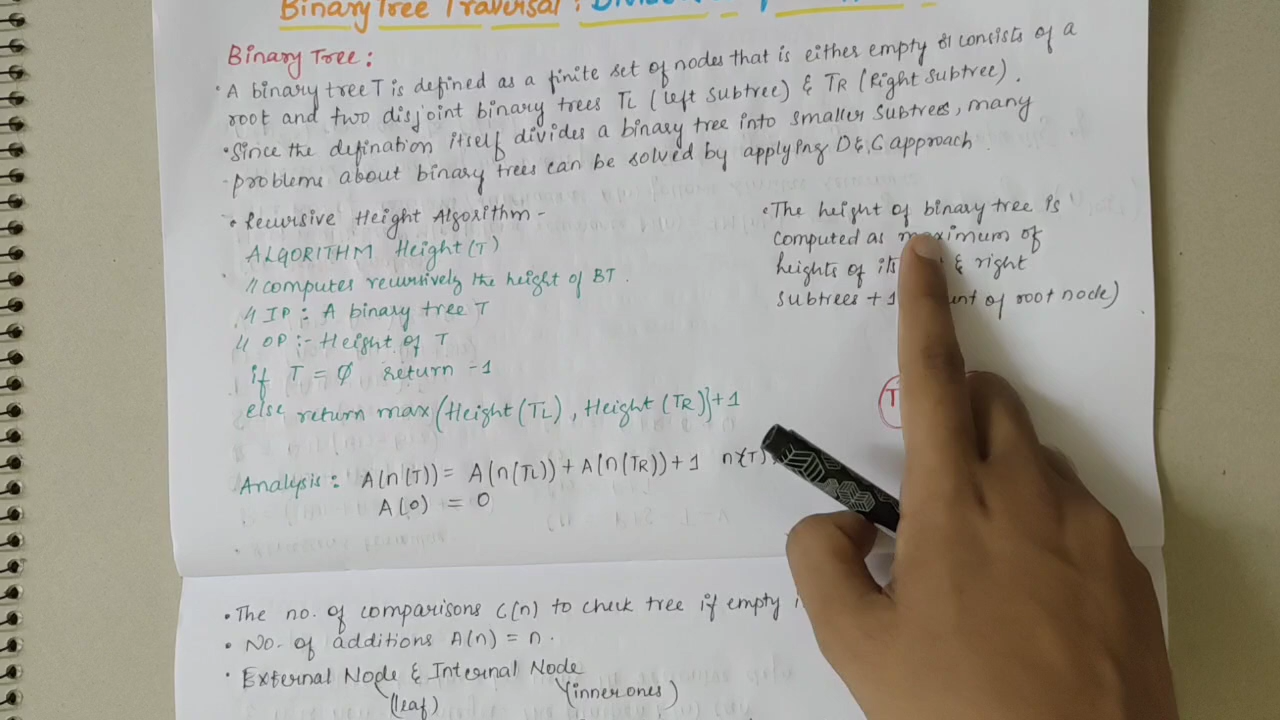 Binary Tree Traversal :
Binary Tree :
• A binary tree T is defined as a finite set of nodes that is either empty or consists of a
root and two disjoint binary trees TL (Left Subtree) & TR (Right Subtree).
• Since the defination itself divides a binary tree into smaller subtrees, many
problems about binary trees can be solved by applying D & C approach.
• Recursive Height Algorithm -
ALGORITHM Height (T)
// computes recursively the height of BT.
// IP : A binary tree T
// OP :- Height of T
if T = ∅ return -1
else return max {Height (TL), Height (TR)} + 1
• The height of binary tree is
computed as maximum of
heights of its & right
subtrees + 1 of root node)
T
Analysis : A(n(T)) = A(n(TL)) + A(n(TR)) + 1 n(T)
A(0) = 0
• The no. of comparisons C(n) to check tree if empty
• No. of additions A(n) = n.
• External Node & Internal Node
(leaf) (inner ones)